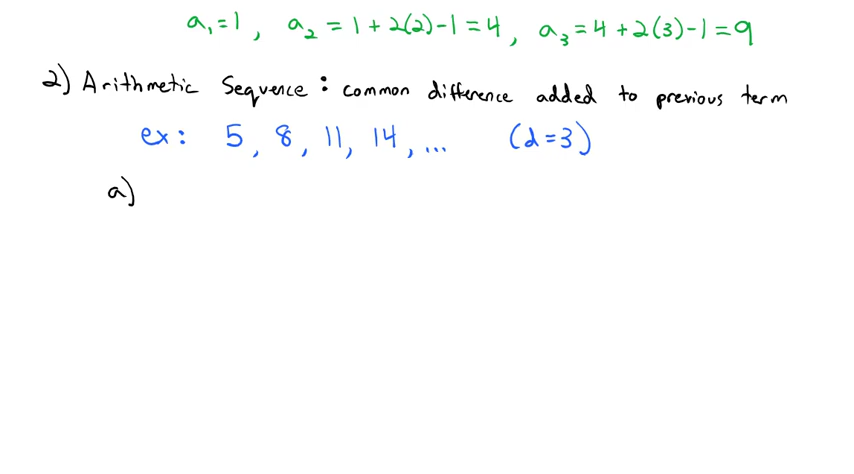 a₁=1, a₂ = 1 + 2(2) - 1 = 4, a₃ = 4 + 2(3) - 1 = 9
2) Arithmetic Sequence : common difference added to previous term
ex: 5, 8, 11, 14, ... (d=3)
a)